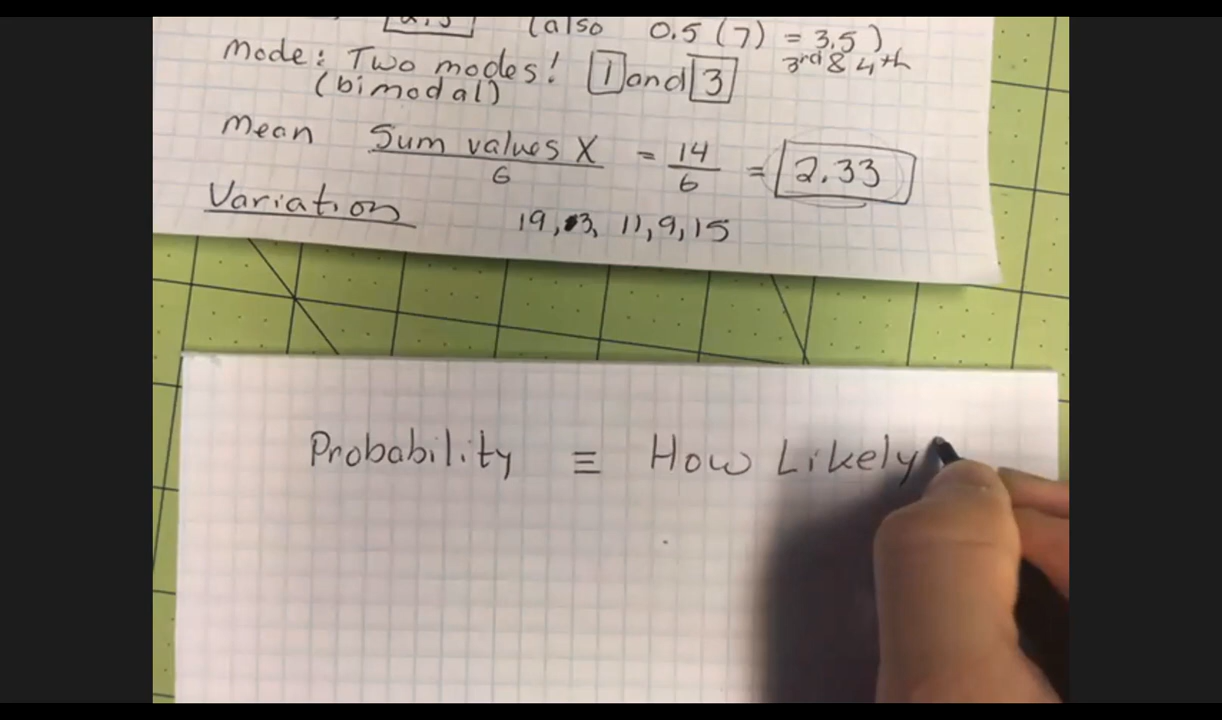 (also 0.5 (7) = 3.5)
3rd & 4th
Mode: Two modes! 1 and 3
(bimodal)
Mean Sum values X / 6 = 14 / 6 = 2.33
Variation 19, 3, 11, 9, 15
Probability ≡ How Likely